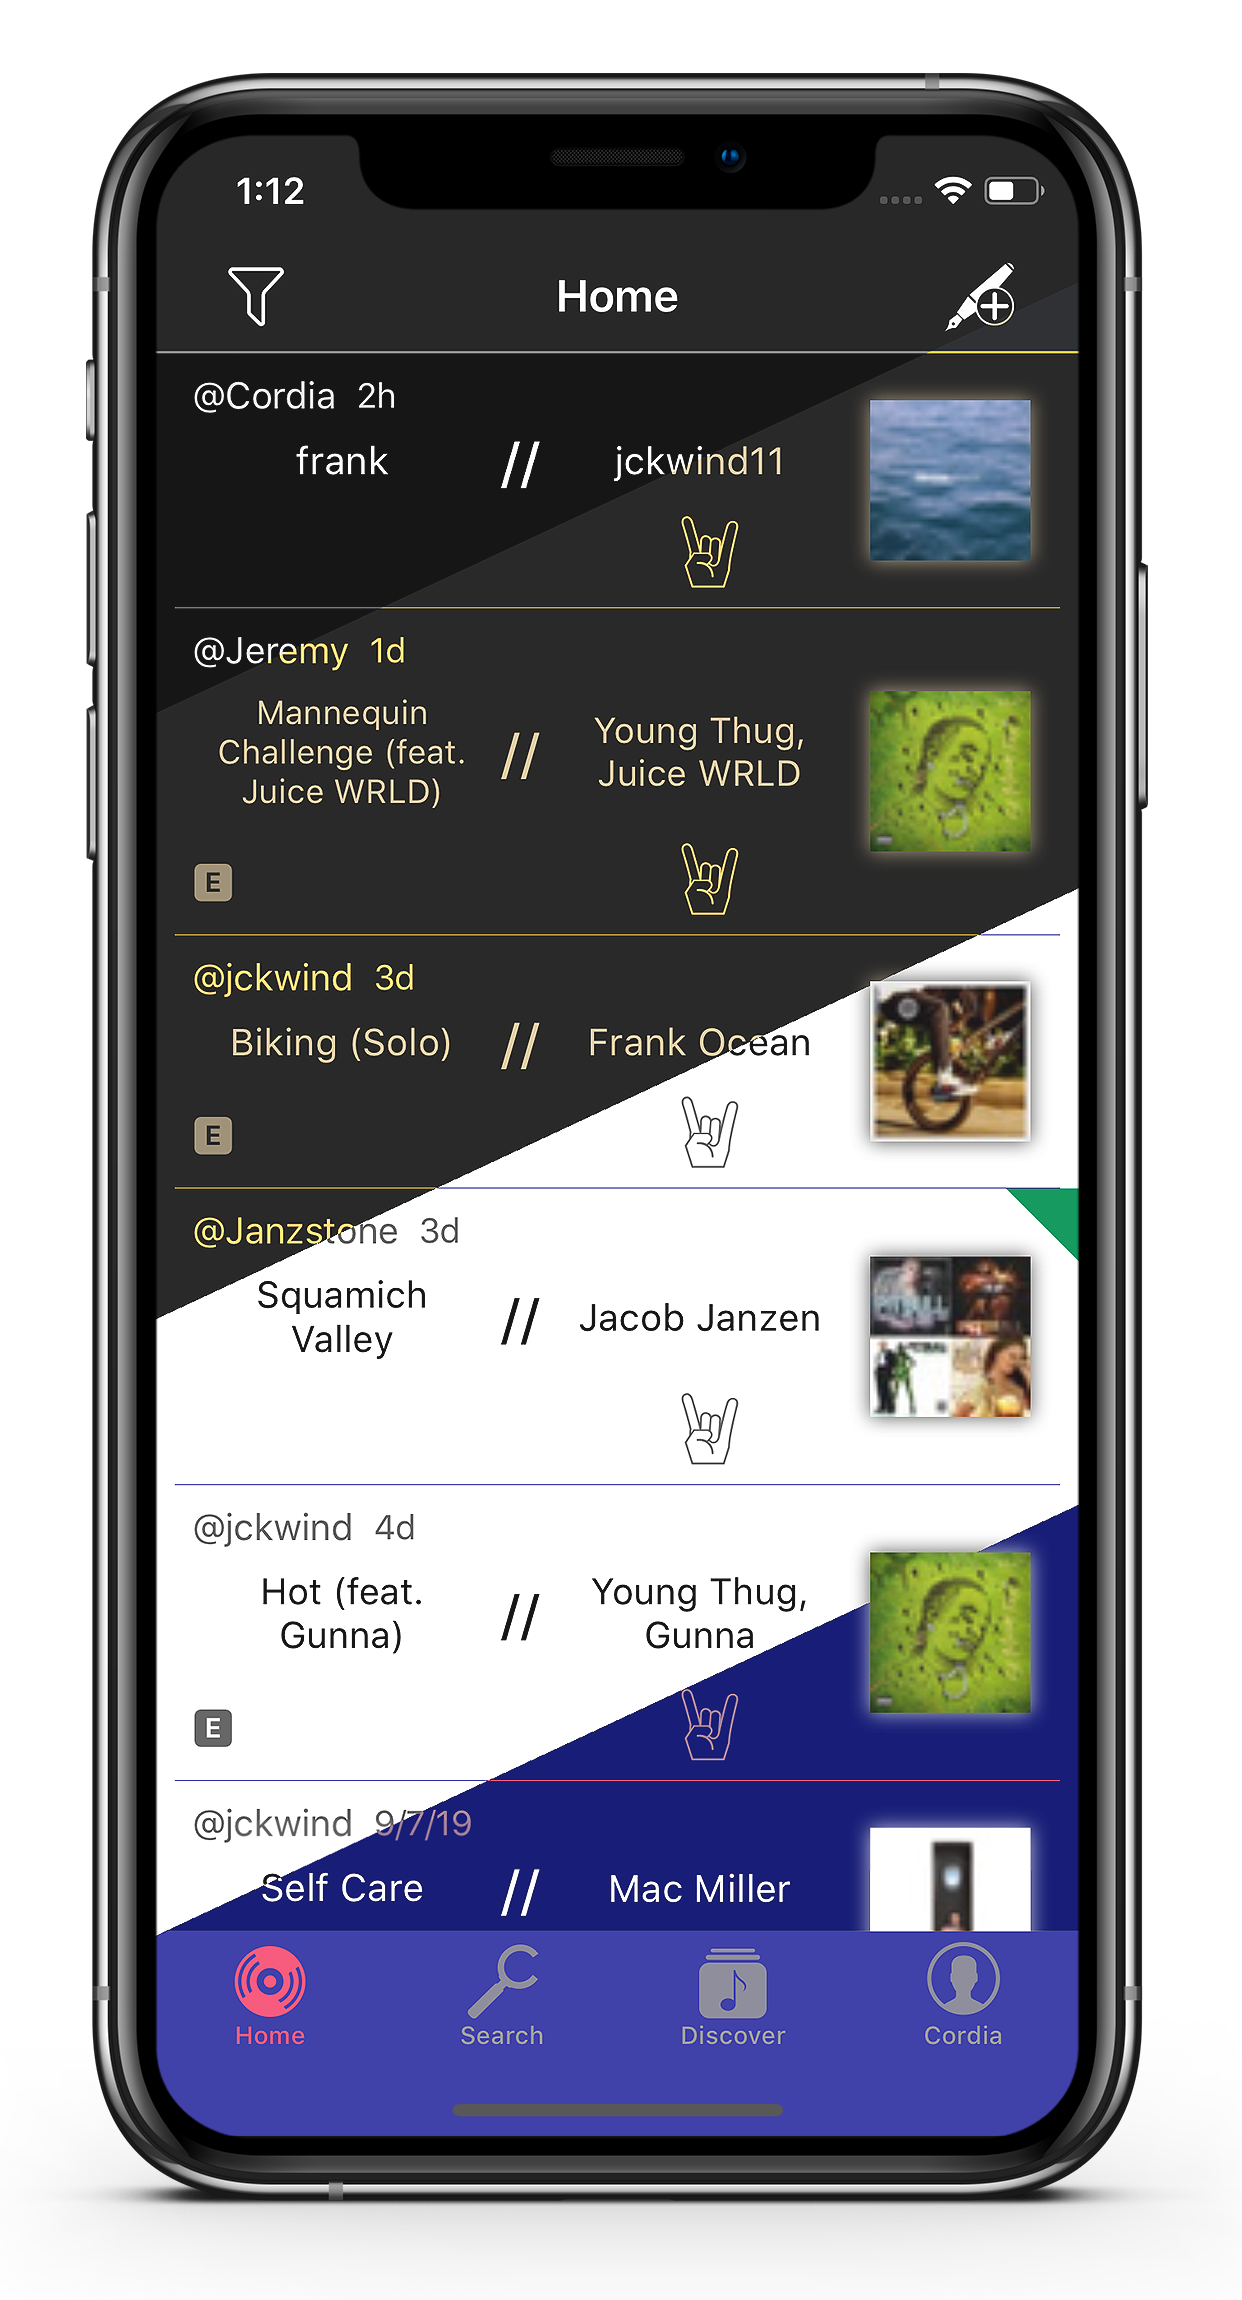 1:12
Home
@Cordia 2h
frank // jckwind11
@Jeremy 1d
Mannequin
Challenge (feat.
Juice WRLD)
//
Young Thug,
Juice WRLD
E
@jckwind 3d
Biking (Solo) // Frank Ocean
E
@Janzstone 3d
Squamich
Valley
//
Jacob Janzen
@jckwind 4d
Hot (feat.
Gunna)
//
Young Thug,
Gunna
E
@jckwind 9/7/19
Self Care // Mac Miller
Home Search Discover Cordia